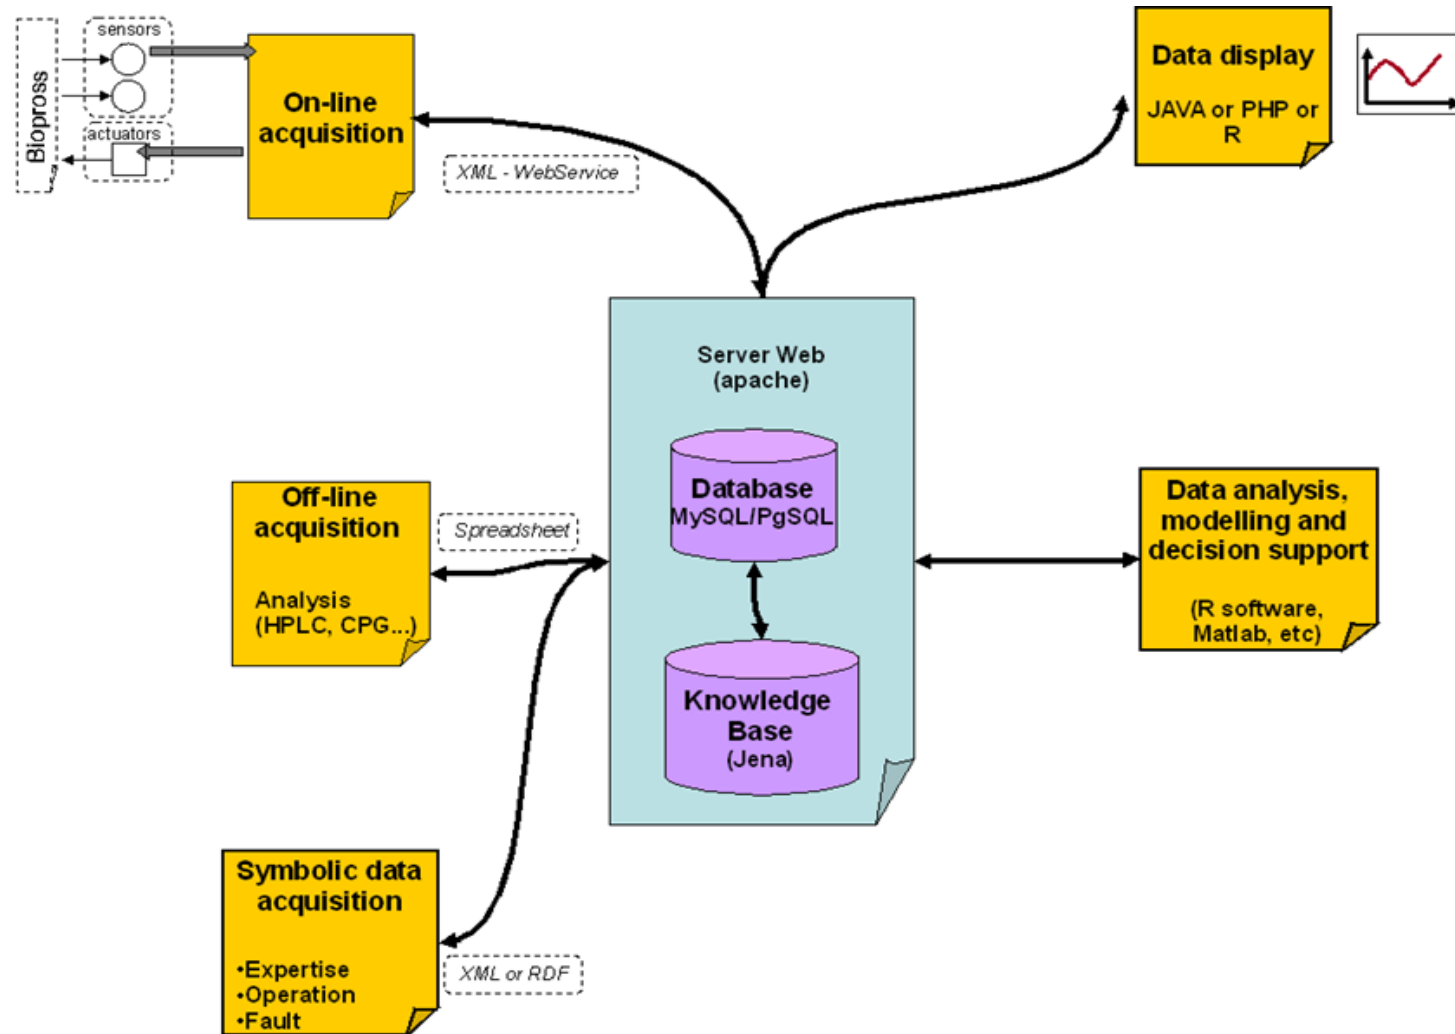 sensors
Biopross
actuators
On-line
acquisition
XML - WebService
Data display
JAVA or PHP or
R
Server Web
(apache)
Database
MySQL/PgSQL
Knowledge
Base
(Jena)
Off-line
acquisition
Analysis
(HPLC, CPG...)
Spreadsheet
Data analysis,
modelling and
decision support
(R software,
Matlab, etc)
Symbolic data
acquisition
•Expertise
•Operation
•Fault
XML or RDF